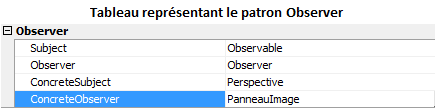 Tableau représentant le patron Observer
Observer
Subject Observable
Observer Observer
ConcreteSubject Perspective
ConcreteObserver PanneauImage